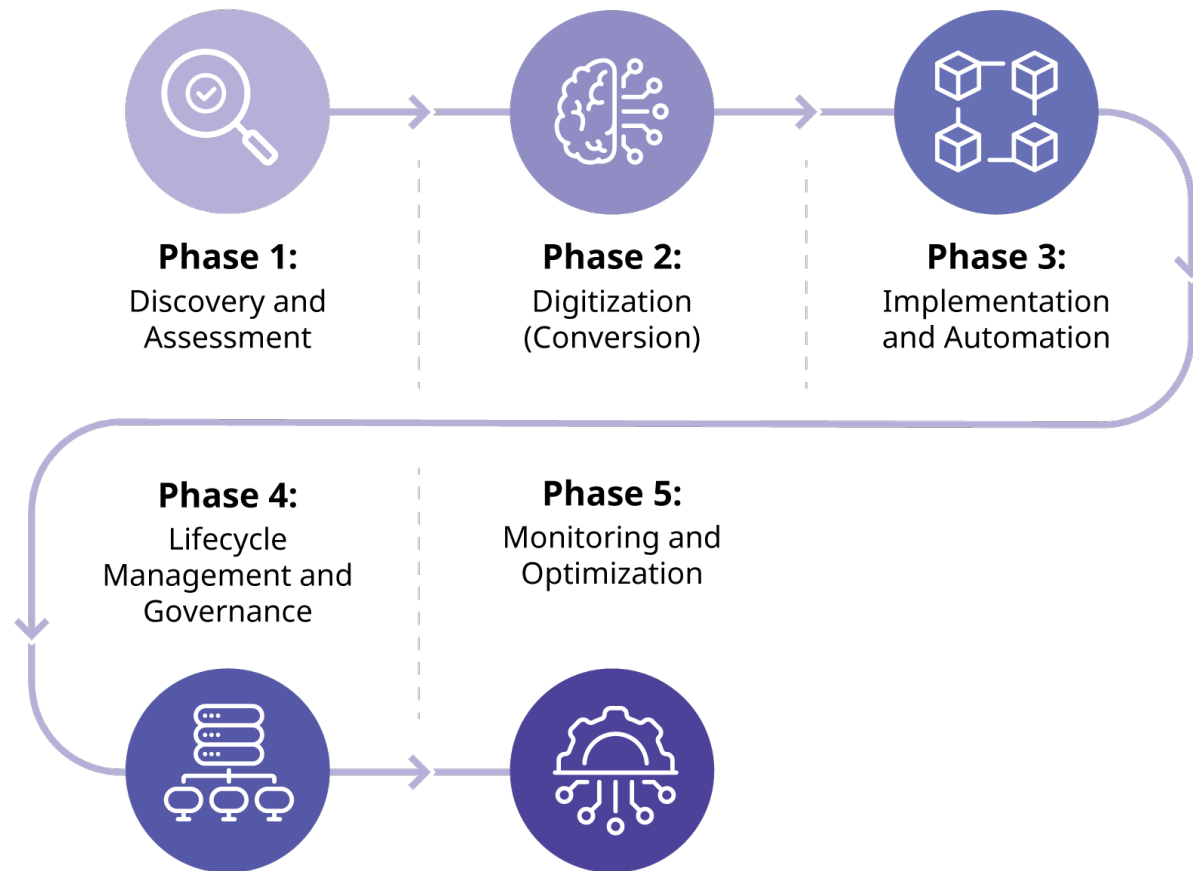 Phase 1:
Discovery and
Assessment
Phase 2:
Digitization
(Conversion)
Phase 3:
Implementation
and Automation
Phase 4:
Lifecycle
Management and
Governance
Phase 5:
Monitoring and
Optimization